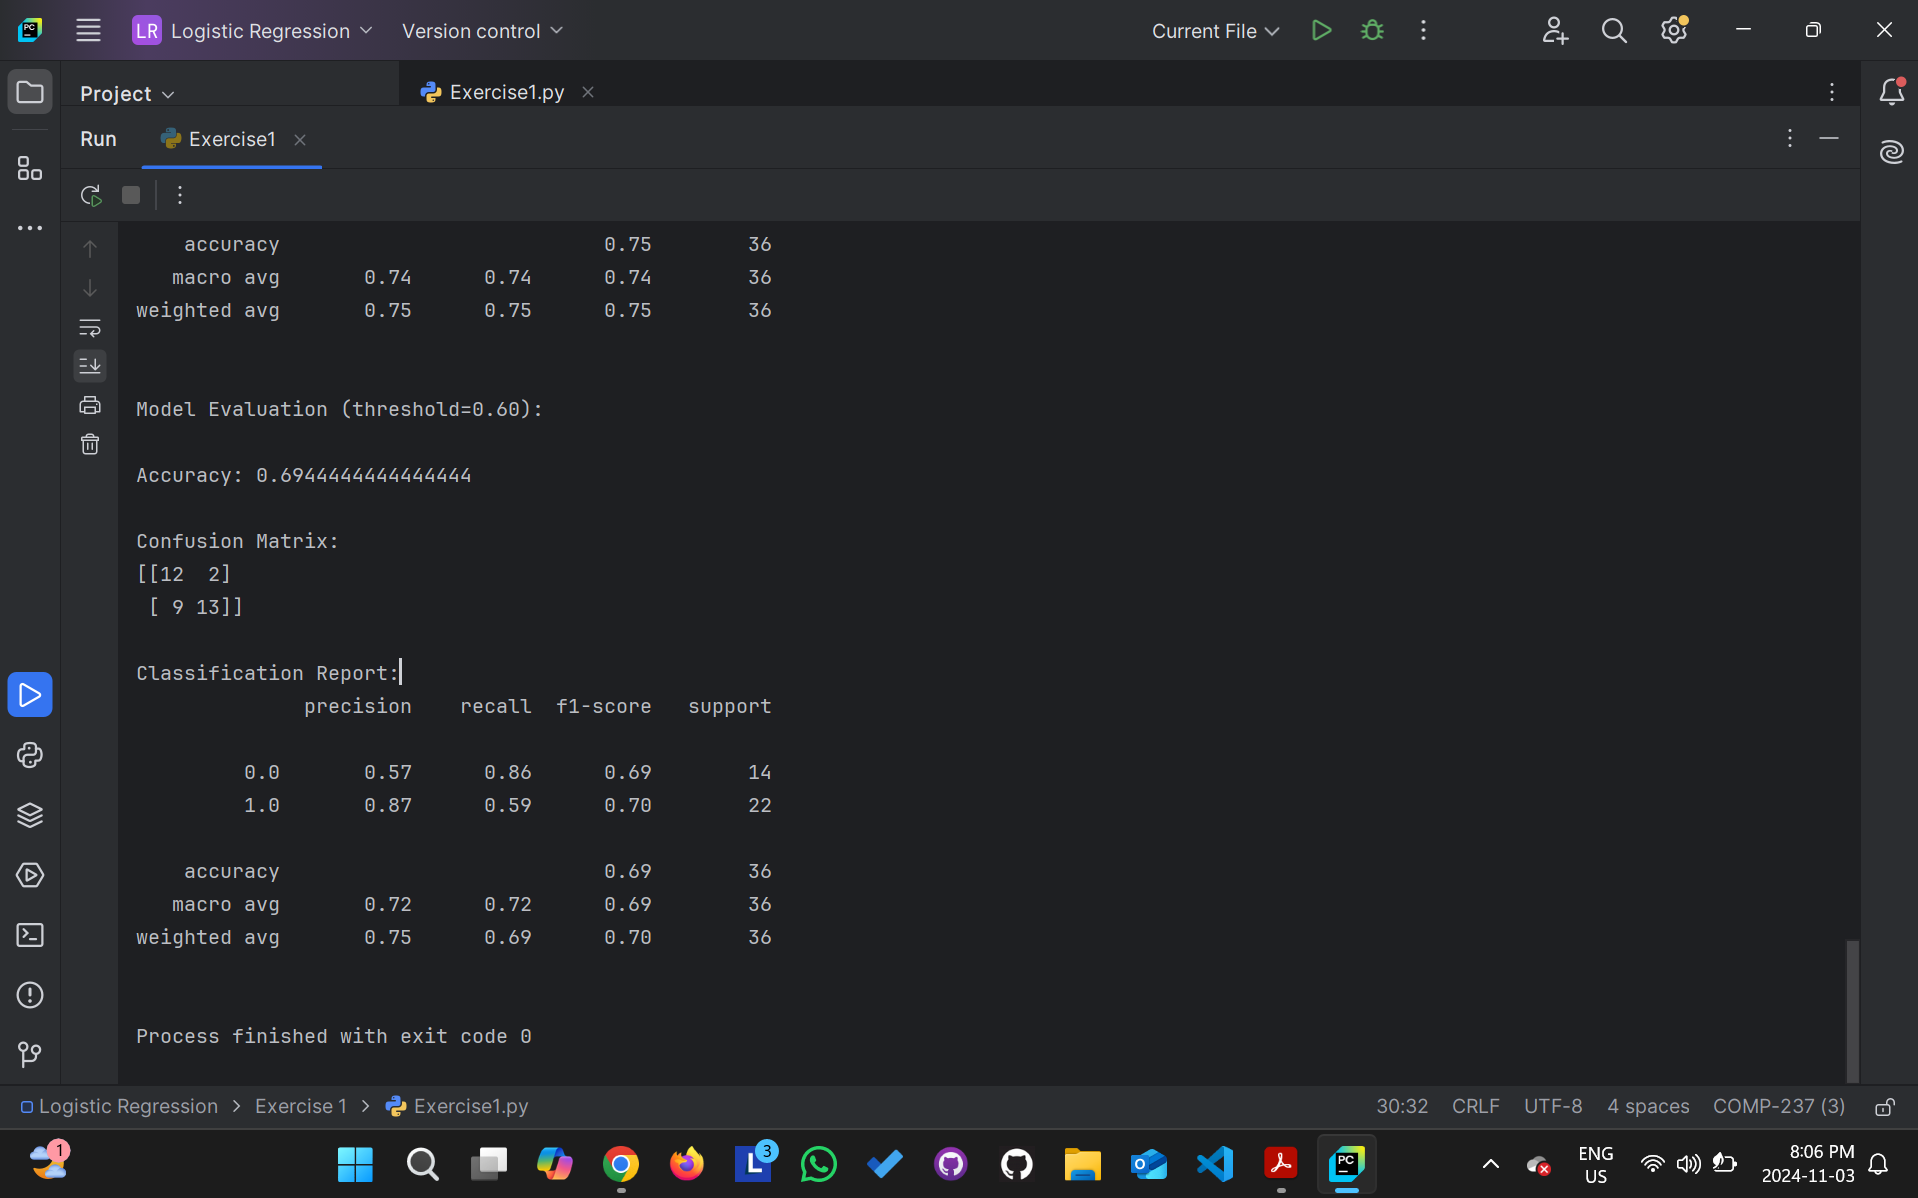 LR Logistic Regression Version control Current File
Project Exercise1.py
Run Exercise1
accuracy 0.75 36
macro avg 0.74 0.74 0.74 36
weighted avg 0.75 0.75 0.75 36
Model Evaluation (threshold=0.60):
Accuracy: 0.6944444444444444
Confusion Matrix:
[[12  2]
[ 9 13]]
Classification Report:
precision recall f1-score support
0.0 0.57 0.86 0.69 14
1.0 0.87 0.59 0.70 22
accuracy 0.69 36
macro avg 0.72 0.72 0.69 36
weighted avg 0.75 0.69 0.70 36
Process finished with exit code 0
Logistic Regression > Exercise 1 > Exercise1.py 30:32 CRLF UTF-8 4 spaces COMP-237 (3)
1 3 L PC ENG 8:06 PM
US 2024-11-03